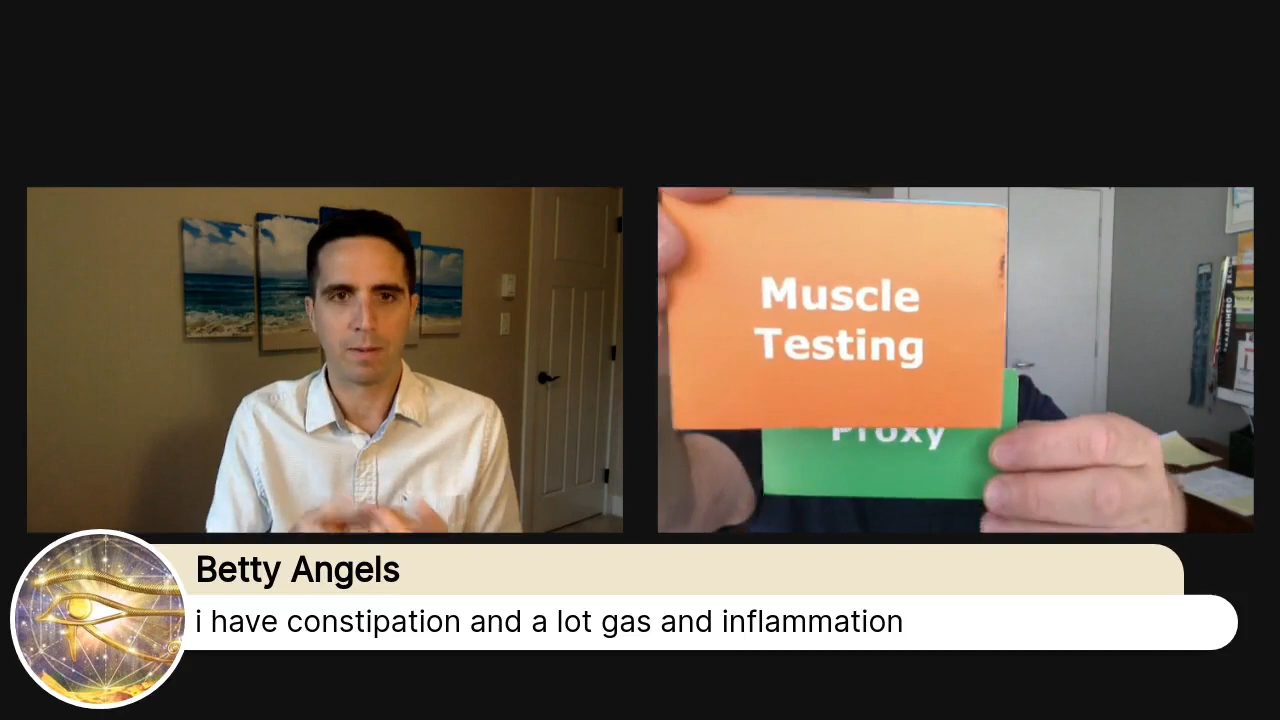 Muscle
Testing
Proxy
Betty Angels
i have constipation and a lot gas and inflammation